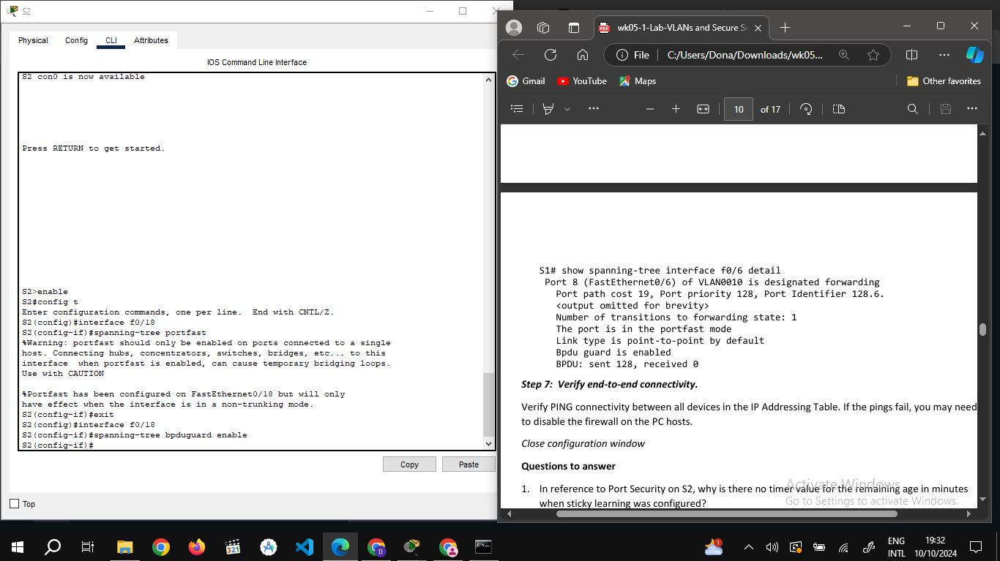 S2
Physical Config CLI Attributes
IOS Command Line Interface
S2 con0 is now available
Press RETURN to get started.
S2>enable
S2#config t
Enter configuration commands, one per line.  End with CNTL/Z.
S2(config)#interface f0/18
S2(config-if)#spanning-tree portfast
%Warning: portfast should only be enabled on ports connected to a single
host. Connecting hubs, concentrators, switches, bridges, etc... to this
interface  when portfast is enabled, can cause temporary bridging loops.
Use with CAUTION
%Portfast has been configured on FastEthernet0/18 but will only
have effect when the interface is in a non-trunking mode.
S2(config-if)#exit
S2(config)#interface f0/18
S2(config-if)#spanning-tree bpduguard enable
S2(config-if)#
Copy Paste
Top
wk05-1-Lab-VLANs and Secure S
File C:/Users/Dona/Downloads/wk05...
Gmail YouTube Maps Other favorites
10 of 17
S1# show spanning-tree interface f0/6 detail
Port 8 (FastEthernet0/6) of VLAN0010 is designated forwarding
Port path cost 19, Port priority 128, Port Identifier 128.6.
<output omitted for brevity>
Number of transitions to forwarding state: 1
The port is in the portfast mode
Link type is point-to-point by default
Bpdu guard is enabled
BPDU: sent 128, received 0
Step 7: Verify end-to-end connectivity.
Verify PING connectivity between all devices in the IP Addressing Table. If the pings fail, you may need
to disable the firewall on the PC hosts.
Close configuration window
Questions to answer
1. In reference to Port Security on S2, why is there no timer value for the remaining age in minutes
when sticky learning was configured?
Activate Windows
Go to Settings to activate Windows.
321
D
1
ENG
INTL
19:32
10/10/2024